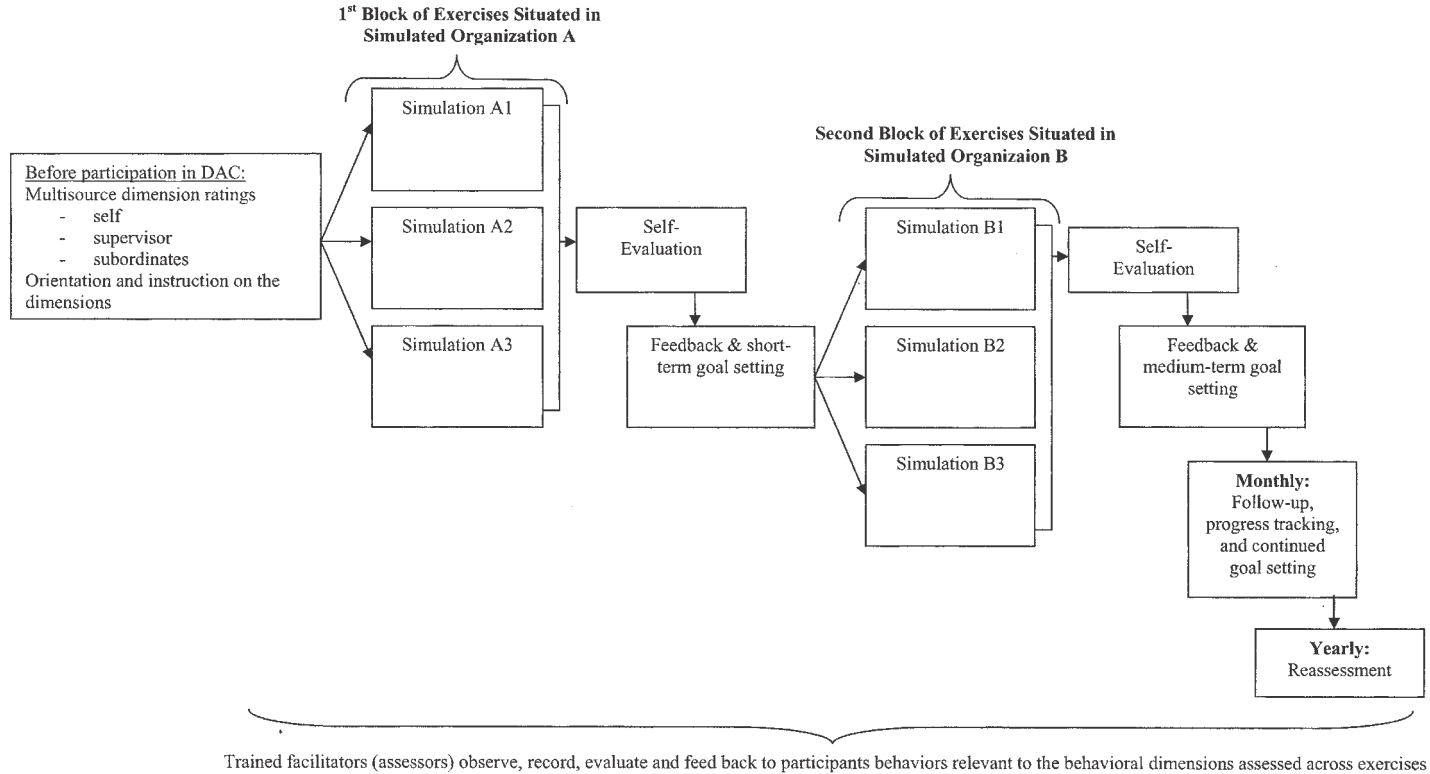 1st Block of Exercises Situated in
Simulated Organization A
Simulation A1
Simulation A2
Simulation A3
Before participation in DAC:
Multisource dimension ratings
- self
- supervisor
- subordinates
Orientation and instruction on the
dimensions
Self-
Evaluation
Feedback & short-
term goal setting
Second Block of Exercises Situated in
Simulated Organizaion B
Simulation B1
Simulation B2
Simulation B3
Self-
Evaluation
Feedback &
medium-term goal
setting
Monthly:
Follow-up,
progress tracking,
and continued
goal setting
Yearly:
Reassessment
Trained facilitators (assessors) observe, record, evaluate and feed back to participants behaviors relevant to the behavioral dimensions assessed across exercises